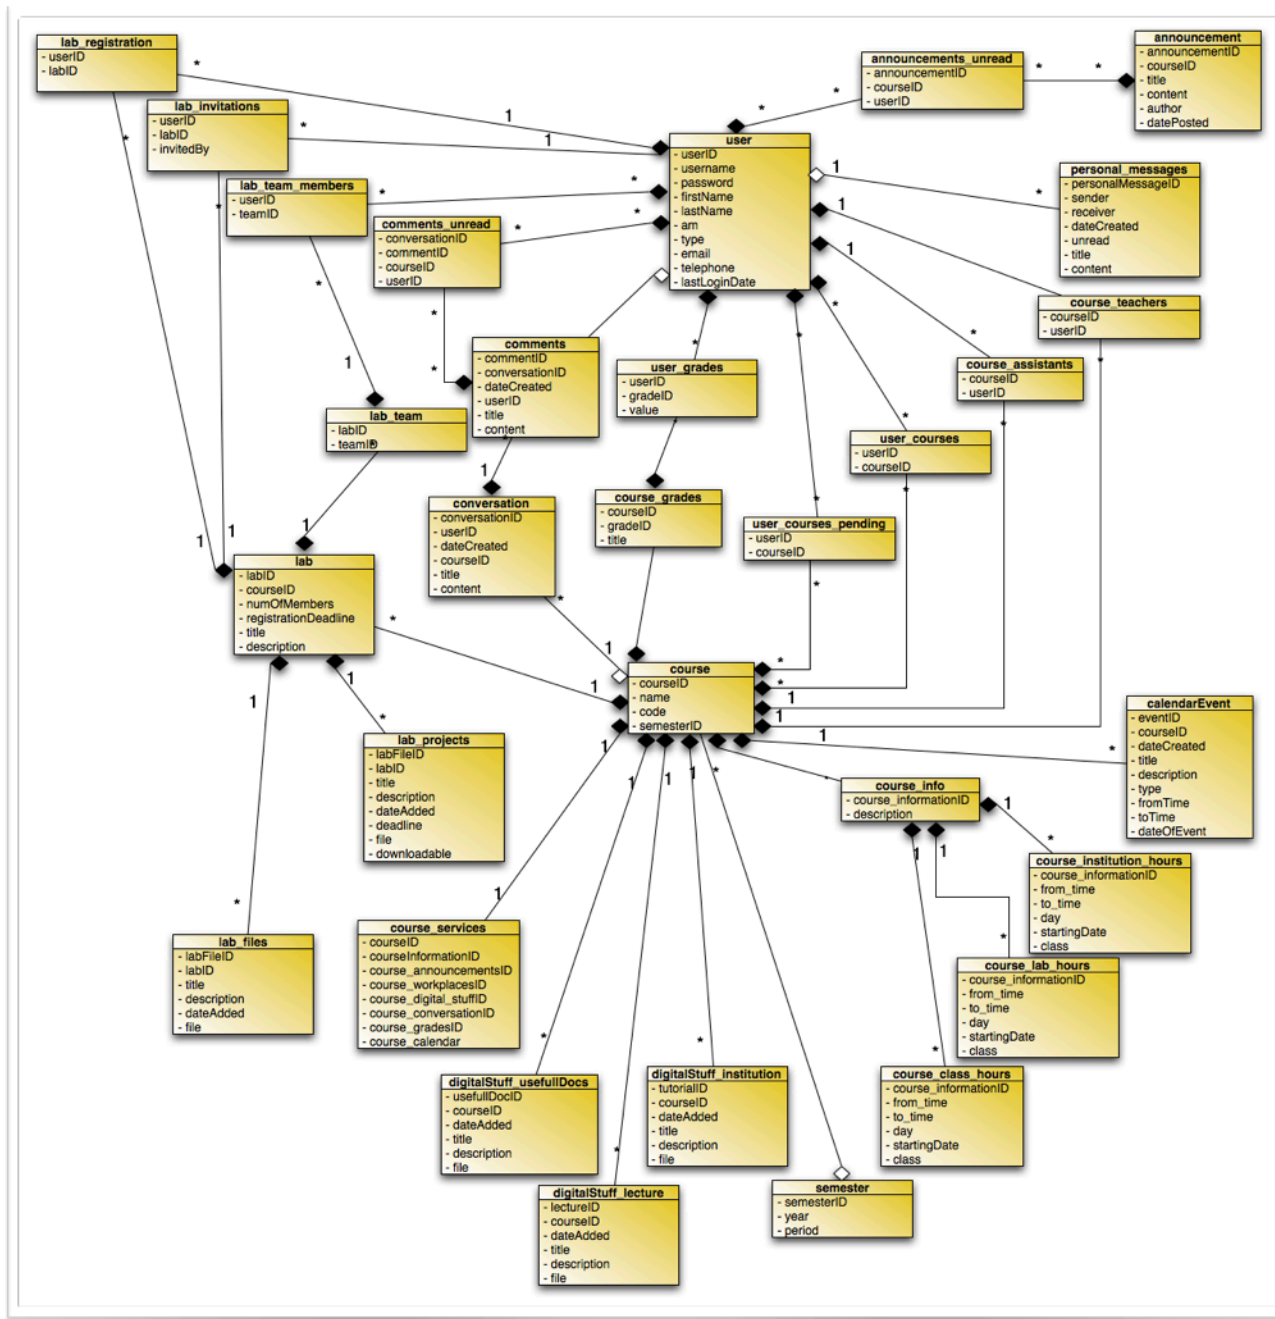 lab_registration
- userID
- labID
lab_invitations
- userID
- labID
- invitedBy
lab_team_members
- userID
- teamID
comments_unread
- conversationID
- commentID
- courseID
- userID
user
- userID
- username
- password
- firstName
- lastName
- am
- type
- email
- telephone
- lastLoginDate
announcements_unread
- announcementID
- courseID
- userID
announcement
- announcementID
- courseID
- title
- content
- author
- datePosted
personal_messages
- personalMessageID
- sender
- receiver
- dateCreated
- unread
- title
- content
course_teachers
- courseID
- userID
course_assistants
- courseID
- userID
comments
- commentID
- conversationID
- dateCreated
- userID
- title
- content
user_grades
- userID
- gradeID
- value
lab_team
- labID
- teamID
user_courses
- userID
- courseID
conversation
- conversationID
- userID
- dateCreated
- courseID
- title
- content
course_grades
- courseID
- gradeID
- title
user_courses_pending
- userID
- courseID
lab
- labID
- courseID
- numOfMembers
- registrationDeadline
- title
- description
course
- courseID
- name
- code
- semesterID
calendarEvent
- eventID
- courseID
- dateCreated
- title
- description
- type
- fromTime
- toTime
- dateOfEvent
lab_projects
- labFileID
- labID
- title
- description
- dateAdded
- deadline
- file
- downloadable
course_info
- course_informationID
- description
course_institution_hours
- course_informationID
- from_time
- to_time
- day
- startingDate
- class
lab_files
- labFileID
- labID
- title
- description
- dateAdded
- file
course_services
- courseID
- courseInformationID
- course_announcementsID
- course_workplacesID
- course_digital_stuffID
- course_conversationID
- course_gradesID
- course_calendar
course_lab_hours
- course_informationID
- from_time
- to_time
- day
- startingDate
- class
digitalStuff_usefullDocs
- usefullDocID
- courseID
- dateAdded
- title
- description
- file
digitalStuff_institution
- tutorialID
- courseID
- dateAdded
- title
- description
- file
course_class_hours
- course_informationID
- from_time
- to_time
- day
- startingDate
- class
digitalStuff_lecture
- lectureID
- courseID
- dateAdded
- title
- description
- file
semester
- semesterID
- year
- period